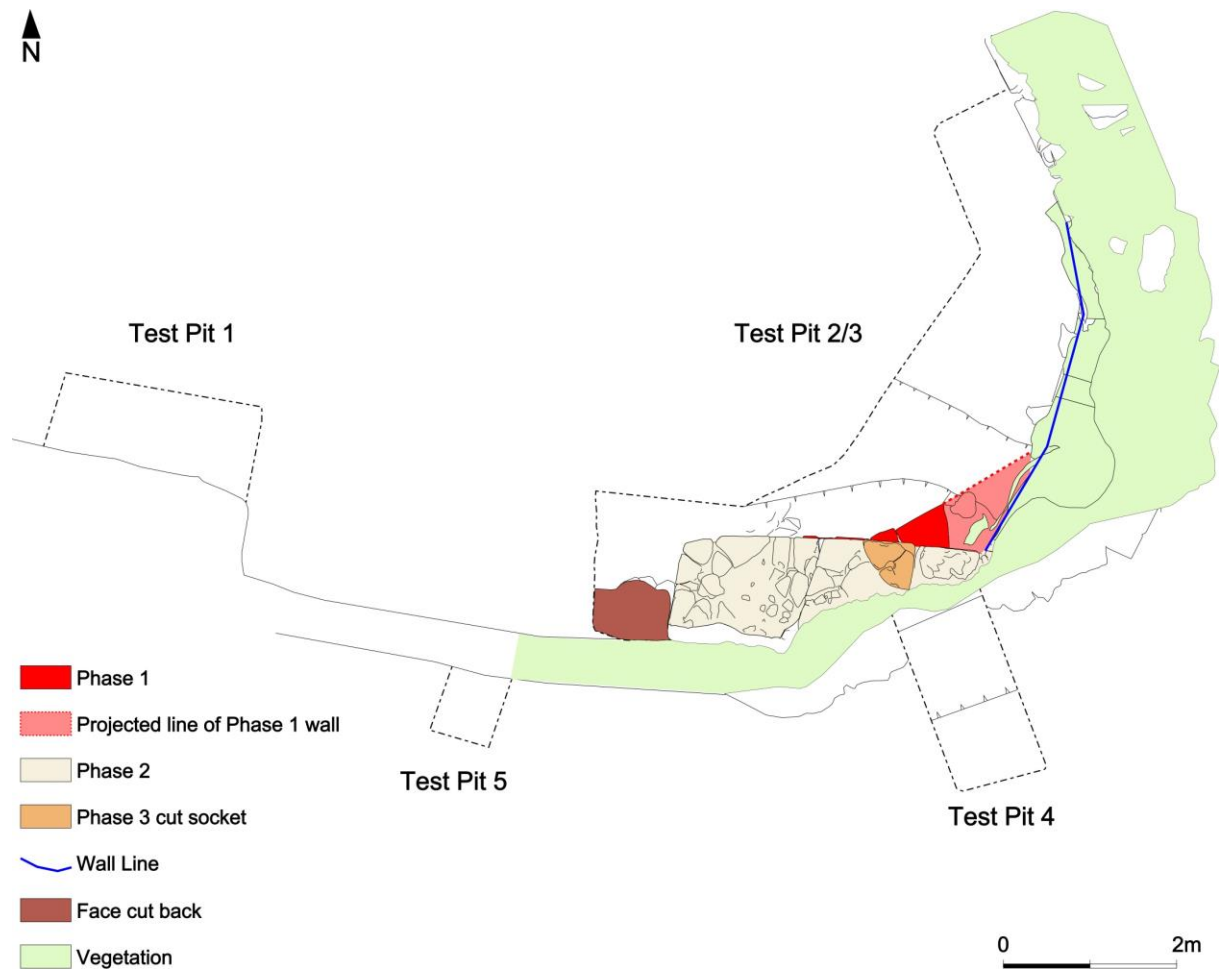 N
Test Pit 1
Test Pit 2/3
Test Pit 5
Test Pit 4
Phase 1
Projected line of Phase 1 wall
Phase 2
Phase 3 cut socket
Wall Line
Face cut back
Vegetation
0 2m